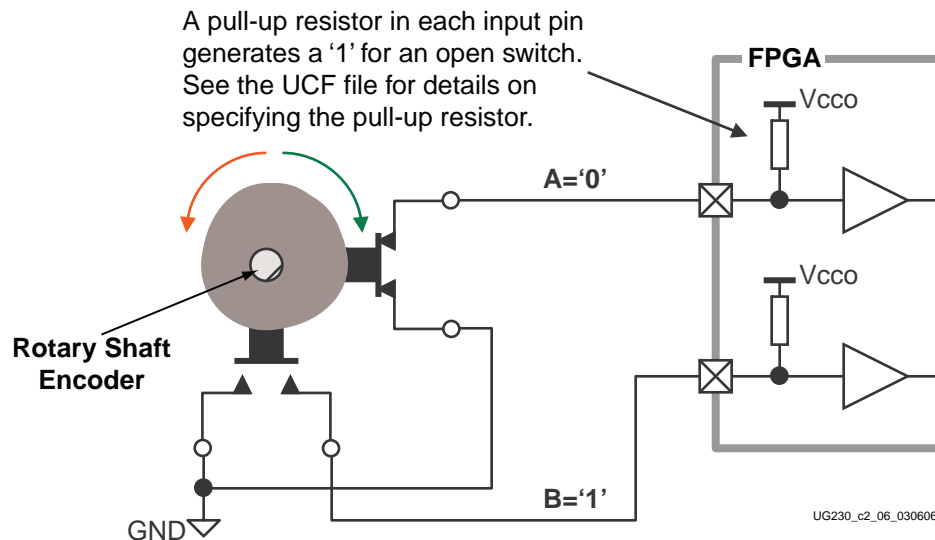 A pull-up resistor in each input pin
generates a ‘1’ for an open switch.
See the UCF file for details on
specifying the pull-up resistor.
FPGA
Vcco
A=‘0’
Vcco
Rotary Shaft
Encoder
B=‘1’
GND
UG230_c2_06_030606